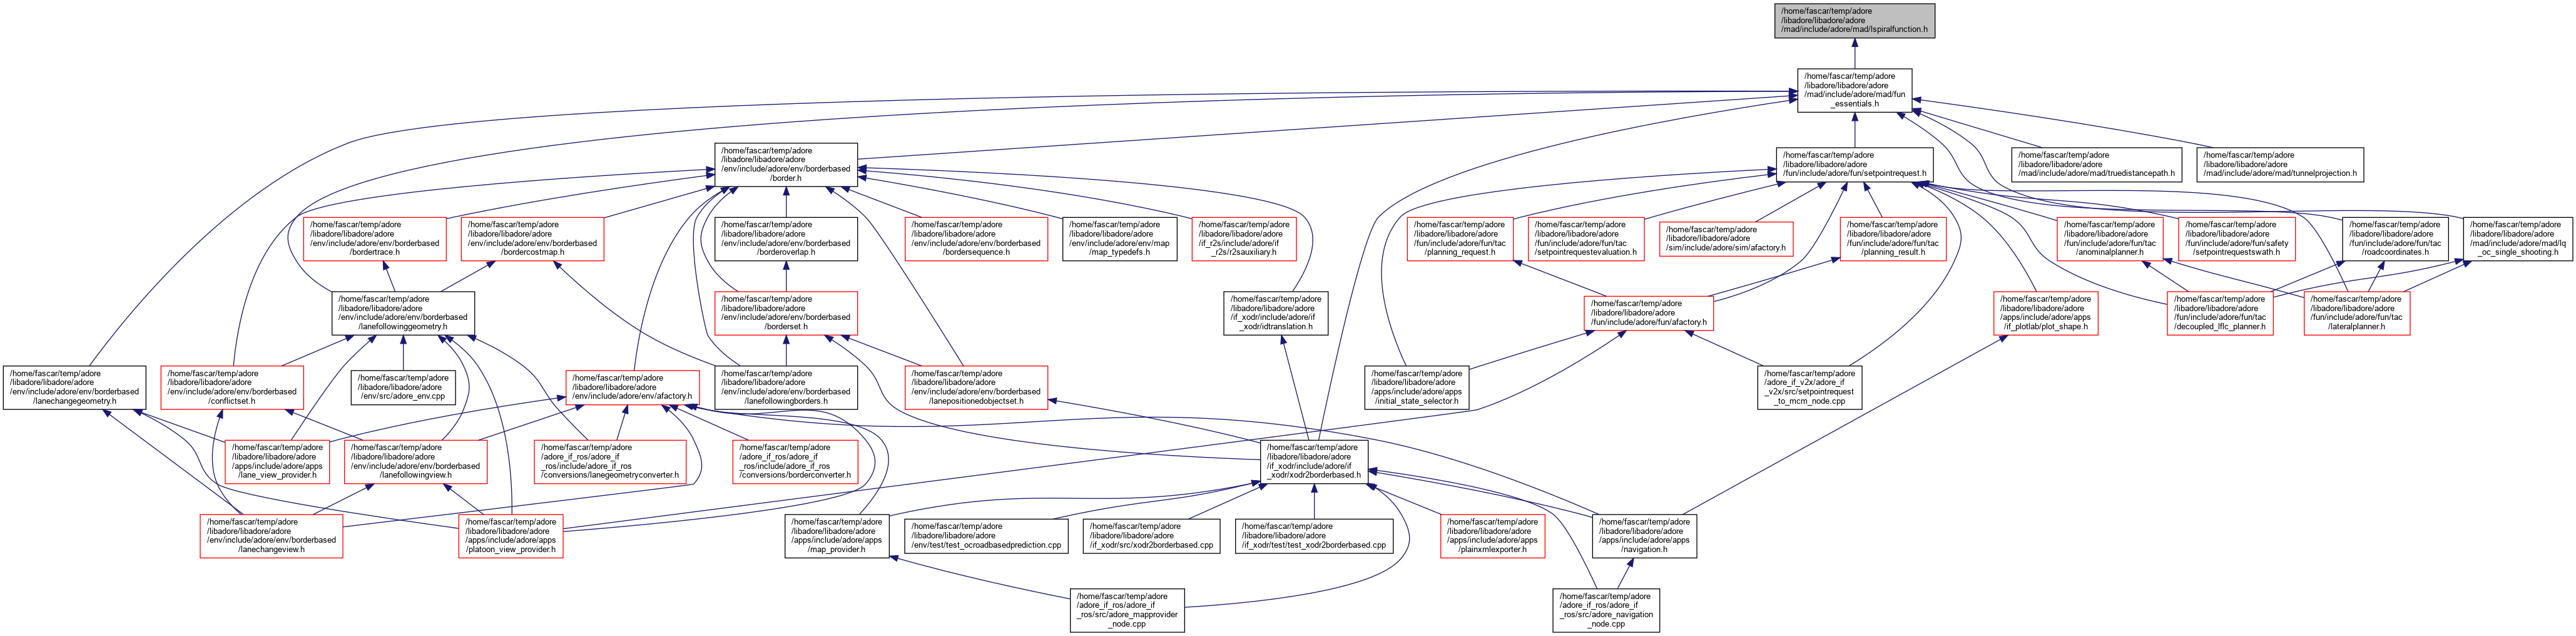 /home/fascar/temp/adore
/libadore/libadore/adore
/mad/include/adore/mad/lspiralfunction.h
/home/fascar/temp/adore
/libadore/libadore/adore
/mad/include/adore/mad/fun
_essentials.h
/home/fascar/temp/adore
/libadore/libadore/adore
/env/include/adore/env/borderbased
/border.h
/home/fascar/temp/adore
/libadore/libadore/adore
/fun/include/adore/fun/setpointrequest.h
/home/fascar/temp/adore
/libadore/libadore/adore
/mad/include/adore/mad/truedistancepath.h
/home/fascar/temp/adore
/libadore/libadore/adore
/mad/include/adore/mad/tunnelprojection.h
/home/fascar/temp/adore
/libadore/libadore/adore
/env/include/adore/env/borderbased
/bordertrace.h
/home/fascar/temp/adore
/libadore/libadore/adore
/env/include/adore/env/borderbased
/bordercostmap.h
/home/fascar/temp/adore
/libadore/libadore/adore
/env/include/adore/env/borderbased
/borderoverlap.h
/home/fascar/temp/adore
/libadore/libadore/adore
/env/include/adore/env/borderbased
/bordersequence.h
/home/fascar/temp/adore
/libadore/libadore/adore
/env/include/adore/env/map
_typedefs.h
/home/fascar/temp/adore
/libadore/libadore/adore
/if_r2s/include/adore/if
_r2s/r2sauxiliary.h
/home/fascar/temp/adore
/libadore/libadore/adore
/fun/include/adore/fun/tac
/planning_request.h
/home/fascar/temp/adore
/libadore/libadore/adore
/fun/include/adore/fun/tac
/setpointrequestevaluation.h
/home/fascar/temp/adore
/libadore/libadore/adore
/sim/include/adore/sim/afactory.h
/home/fascar/temp/adore
/libadore/libadore/adore
/fun/include/adore/fun/tac
/planning_result.h
/home/fascar/temp/adore
/libadore/libadore/adore
/fun/include/adore/fun/tac
/anominalplanner.h
/home/fascar/temp/adore
/libadore/libadore/adore
/fun/include/adore/fun/safety
/setpointrequestswath.h
/home/fascar/temp/adore
/libadore/libadore/adore
/fun/include/adore/fun/tac
/roadcoordinates.h
/home/fascar/temp/adore
/libadore/libadore/adore
/mad/include/adore/mad/lq
_oc_single_shooting.h
/home/fascar/temp/adore
/libadore/libadore/adore
/env/include/adore/env/borderbased
/lanefollowinggeometry.h
/home/fascar/temp/adore
/libadore/libadore/adore
/env/include/adore/env/borderbased
/borderset.h
/home/fascar/temp/adore
/libadore/libadore/adore
/if_xodr/include/adore/if
_xodr/idtranslation.h
/home/fascar/temp/adore
/libadore/libadore/adore
/fun/include/adore/fun/afactory.h
/home/fascar/temp/adore
/libadore/libadore/adore
/apps/include/adore/apps
/if_plotlab/plot_shape.h
/home/fascar/temp/adore
/libadore/libadore/adore
/fun/include/adore/fun/tac
/decoupled_lflc_planner.h
/home/fascar/temp/adore
/libadore/libadore/adore
/fun/include/adore/fun/tac
/lateralplanner.h
/home/fascar/temp/adore
/libadore/libadore/adore
/env/include/adore/env/borderbased
/lanechangegeometry.h
/home/fascar/temp/adore
/libadore/libadore/adore
/env/include/adore/env/borderbased
/conflictset.h
/home/fascar/temp/adore
/libadore/libadore/adore
/env/src/adore_env.cpp
/home/fascar/temp/adore
/libadore/libadore/adore
/env/include/adore/env/afactory.h
/home/fascar/temp/adore
/libadore/libadore/adore
/env/include/adore/env/borderbased
/lanefollowingborders.h
/home/fascar/temp/adore
/libadore/libadore/adore
/env/include/adore/env/borderbased
/lanepositionedobjectset.h
/home/fascar/temp/adore
/libadore/libadore/adore
/apps/include/adore/apps
/initial_state_selector.h
/home/fascar/temp/adore
/adore_if_v2x/adore_if
_v2x/src/setpointrequest
_to_mcm_node.cpp
/home/fascar/temp/adore
/libadore/libadore/adore
/apps/include/adore/apps
/lane_view_provider.h
/home/fascar/temp/adore
/libadore/libadore/adore
/env/include/adore/env/borderbased
/lanefollowingview.h
/home/fascar/temp/adore
/adore_if_ros/adore_if
_ros/include/adore_if_ros
/conversions/lanegeometryconverter.h
/home/fascar/temp/adore
/adore_if_ros/adore_if
_ros/include/adore_if_ros
/conversions/borderconverter.h
/home/fascar/temp/adore
/libadore/libadore/adore
/if_xodr/include/adore/if
_xodr/xodr2borderbased.h
/home/fascar/temp/adore
/libadore/libadore/adore
/env/include/adore/env/borderbased
/lanechangeview.h
/home/fascar/temp/adore
/libadore/libadore/adore
/apps/include/adore/apps
/platoon_view_provider.h
/home/fascar/temp/adore
/libadore/libadore/adore
/apps/include/adore/apps
/map_provider.h
/home/fascar/temp/adore
/libadore/libadore/adore
/env/test/test_ocroadbasedprediction.cpp
/home/fascar/temp/adore
/libadore/libadore/adore
/if_xodr/src/xodr2borderbased.cpp
/home/fascar/temp/adore
/libadore/libadore/adore
/if_xodr/test/test_xodr2borderbased.cpp
/home/fascar/temp/adore
/libadore/libadore/adore
/apps/include/adore/apps
/plainxmlexporter.h
/home/fascar/temp/adore
/libadore/libadore/adore
/apps/include/adore/apps
/navigation.h
/home/fascar/temp/adore
/adore_if_ros/adore_if
_ros/src/adore_mapprovider
_node.cpp
/home/fascar/temp/adore
/adore_if_ros/adore_if
_ros/src/adore_navigation
_node.cpp